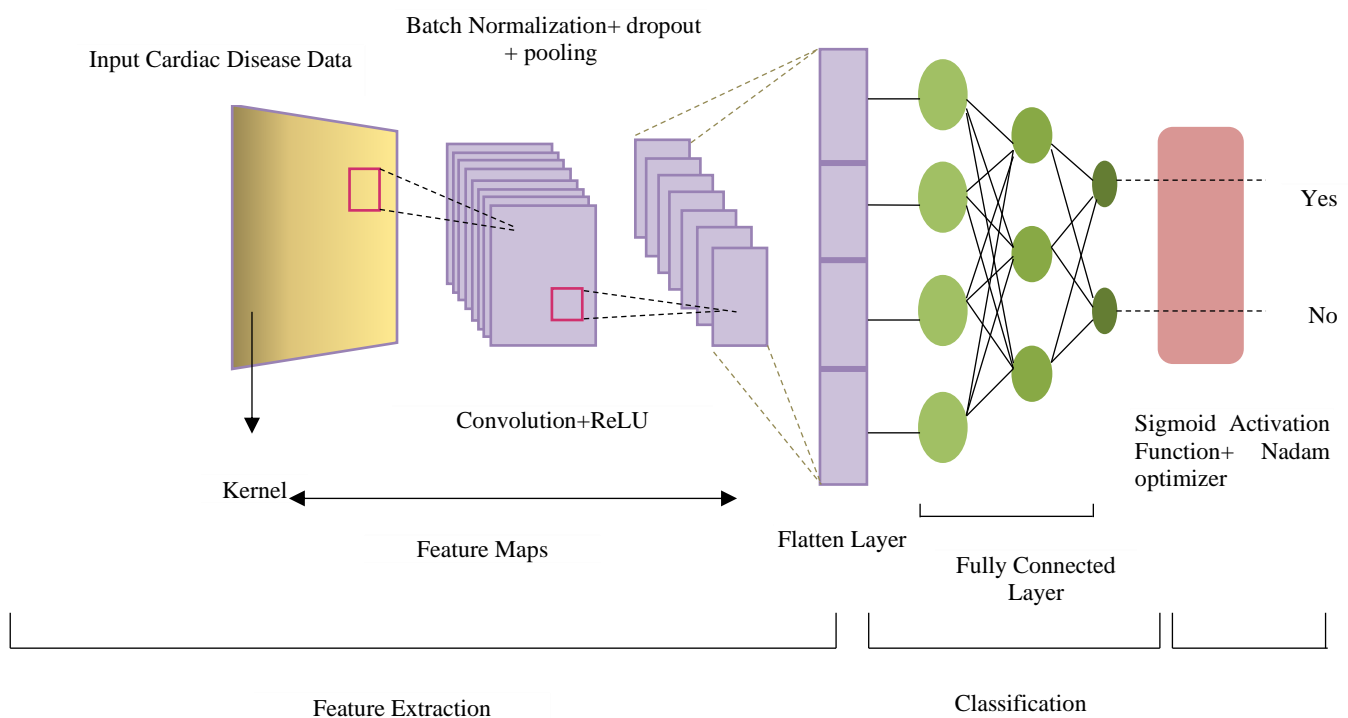 Batch Normalization+ dropout
+ pooling
Input Cardiac Disease Data
Yes
No
Convolution+ReLU
Sigmoid Activation
Function+ Nadam
optimizer
Kernel
Feature Maps
Flatten Layer
Fully Connected
Layer
Feature Extraction
Classification